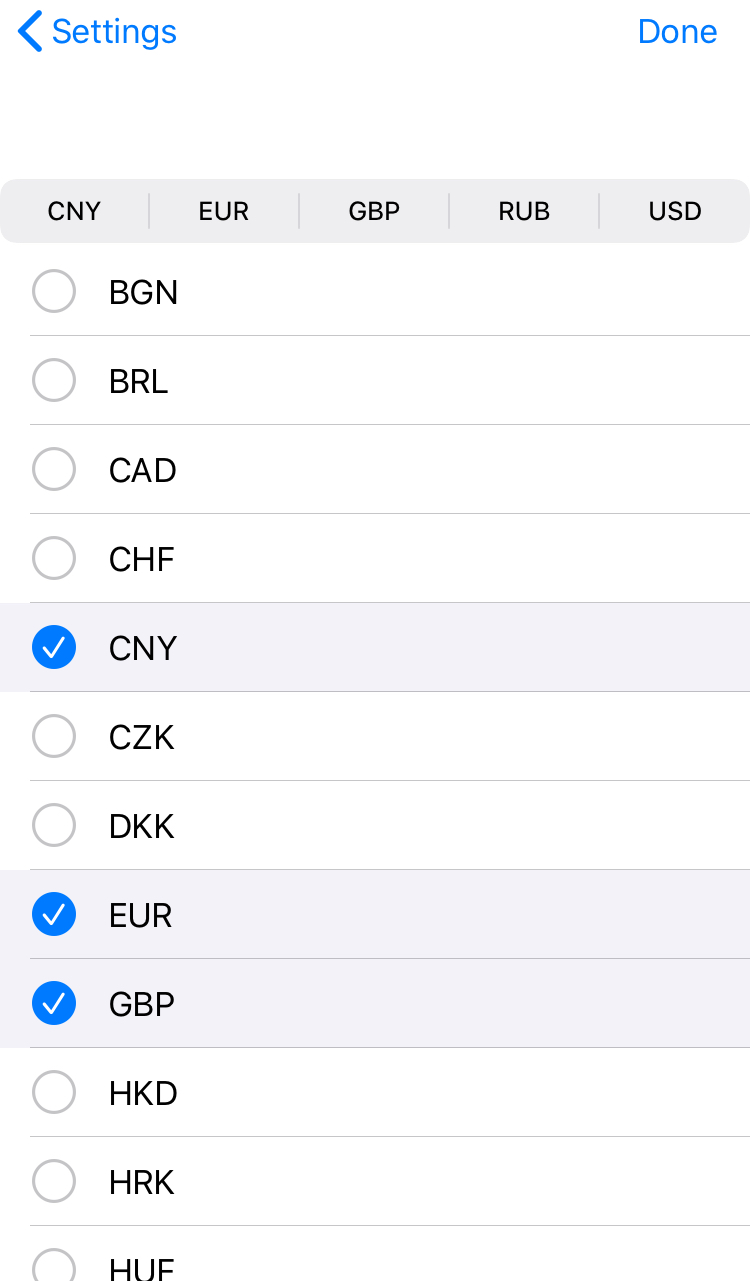 Settings Done
CNY EUR GBP RUB USD
BGN
BRL
CAD
CHF
CNY
CZK
DKK
EUR
GBP
HKD
HRK
HUF